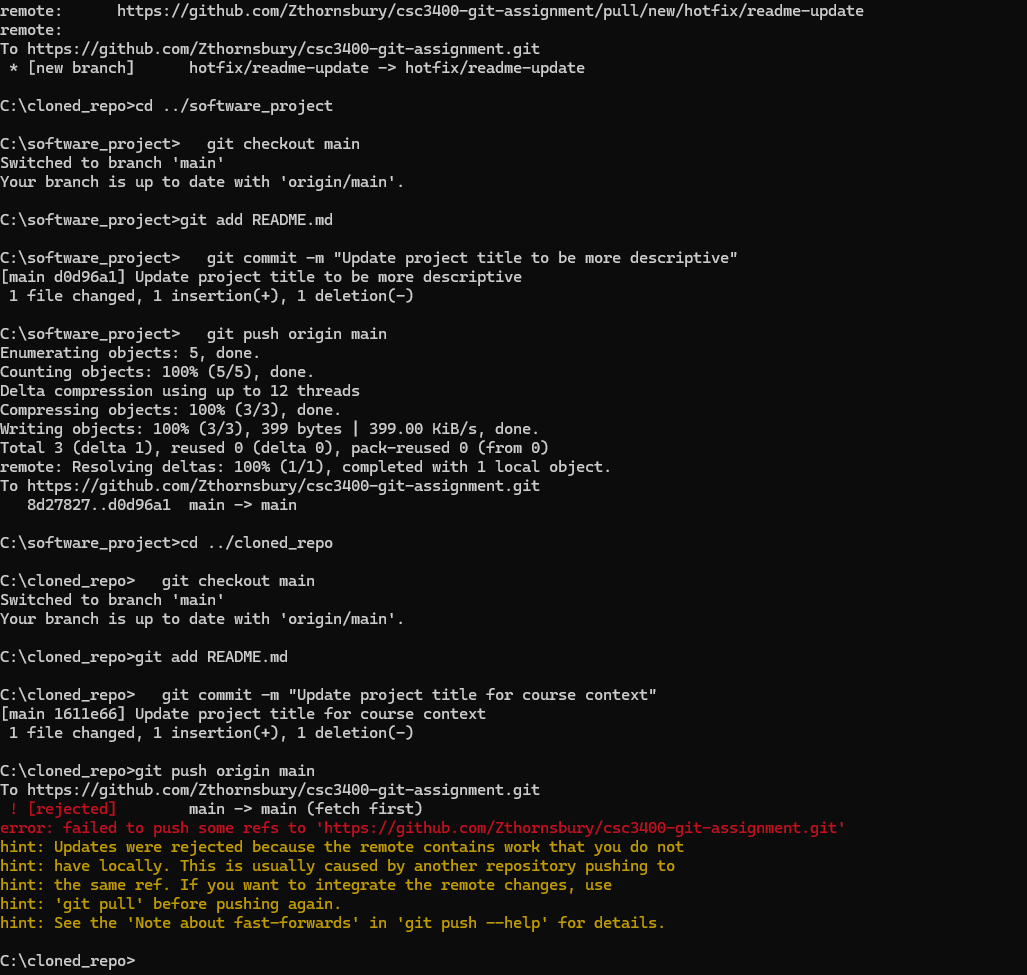 remote:      https://github.com/Zthornsbury/csc3400-git-assignment/pull/new/hotfix/readme-update
remote:
To https://github.com/Zthornsbury/csc3400-git-assignment.git
 * [new branch]      hotfix/readme-update -> hotfix/readme-update
C:\cloned_repo>cd ../software_project
C:\software_project>   git checkout main
Switched to branch 'main'
Your branch is up to date with 'origin/main'.
C:\software_project>git add README.md
C:\software_project>   git commit -m "Update project title to be more descriptive"
[main d0d96a1] Update project title to be more descriptive
 1 file changed, 1 insertion(+), 1 deletion(-)
C:\software_project>   git push origin main
Enumerating objects: 5, done.
Counting objects: 100% (5/5), done.
Delta compression using up to 12 threads
Compressing objects: 100% (3/3), done.
Writing objects: 100% (3/3), 399 bytes | 399.00 KiB/s, done.
Total 3 (delta 1), reused 0 (delta 0), pack-reused 0 (from 0)
remote: Resolving deltas: 100% (1/1), completed with 1 local object.
To https://github.com/Zthornsbury/csc3400-git-assignment.git
   8d27827..d0d96a1  main -> main
C:\software_project>cd ../cloned_repo
C:\cloned_repo>   git checkout main
Switched to branch 'main'
Your branch is up to date with 'origin/main'.
C:\cloned_repo>git add README.md
C:\cloned_repo>   git commit -m "Update project title for course context"
[main 1611e66] Update project title for course context
 1 file changed, 1 insertion(+), 1 deletion(-)
C:\cloned_repo>git push origin main
To https://github.com/Zthornsbury/csc3400-git-assignment.git
 ! [rejected]        main -> main (fetch first)
error: failed to push some refs to 'https://github.com/Zthornsbury/csc3400-git-assignment.git'
hint: Updates were rejected because the remote contains work that you do not
hint: have locally. This is usually caused by another repository pushing to
hint: the same ref. If you want to integrate the remote changes, use
hint: 'git pull' before pushing again.
hint: See the 'Note about fast-forwards' in 'git push --help' for details.
C:\cloned_repo>